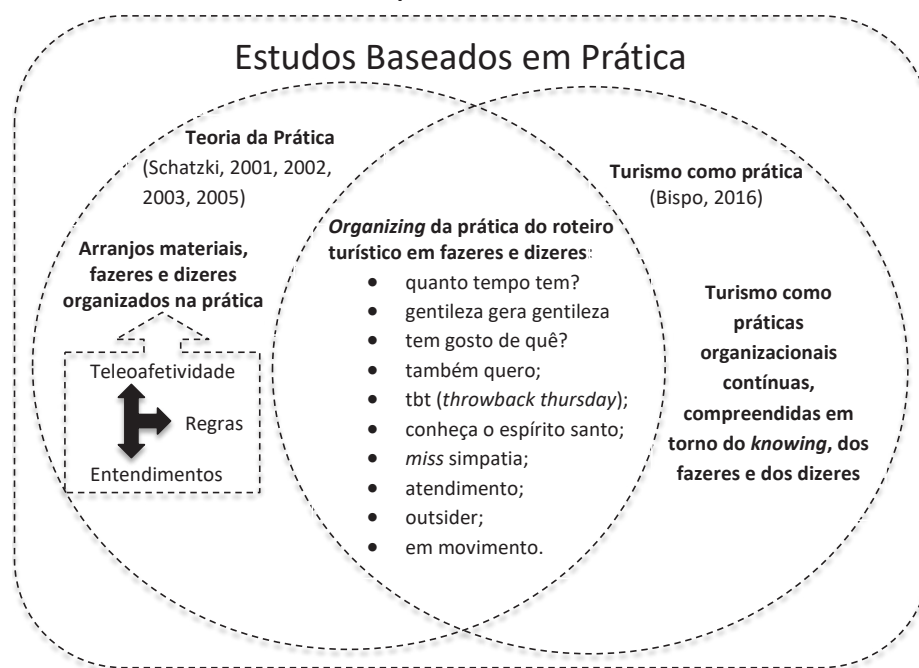 Estudos Baseados em Prática
Teoria da Prática
(Schatzki, 2001, 2002,
2003, 2005)
Arranjos materiais,
fazeres e dizeres
organizados na prática
Teleoafetividade
Regras
Entendimentos
Organizing da prática do roteiro
turístico em fazeres e dizeres:
• quanto tempo tem?
• gentileza gera gentileza
• tem gosto de quê?
• também quero;
• tbt (throwback thursday);
• conheça o espírito santo;
• miss simpatia;
• atendimento;
• outsider;
• em movimento.
Turismo como prática
(Bispo, 2016)
Turismo como
práticas
organizacionais
contínuas,
compreendidas em
torno do knowing, dos
fazeres e dos dizeres